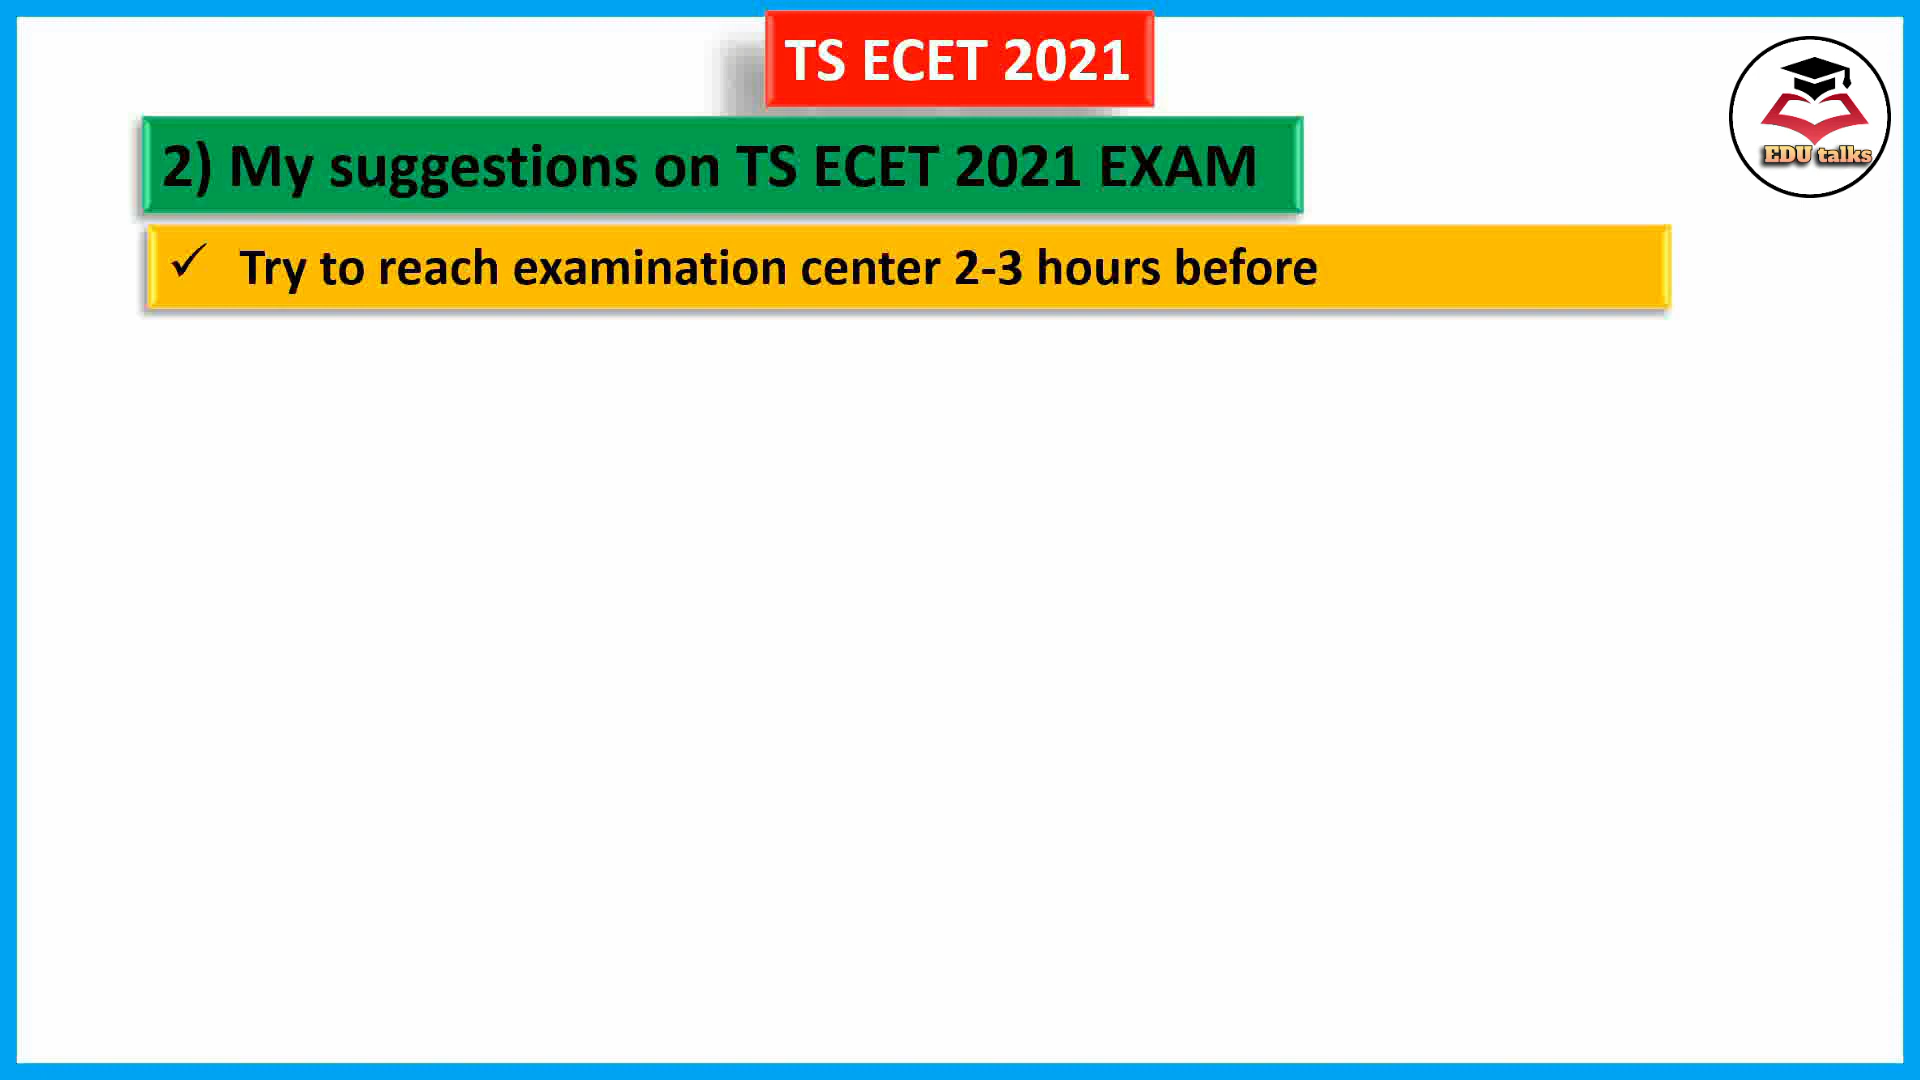 TS ECET 2021
2) My suggestions on TS ECET 2021 EXAM
✓ Try to reach examination center 2-3 hours before
EDU talks